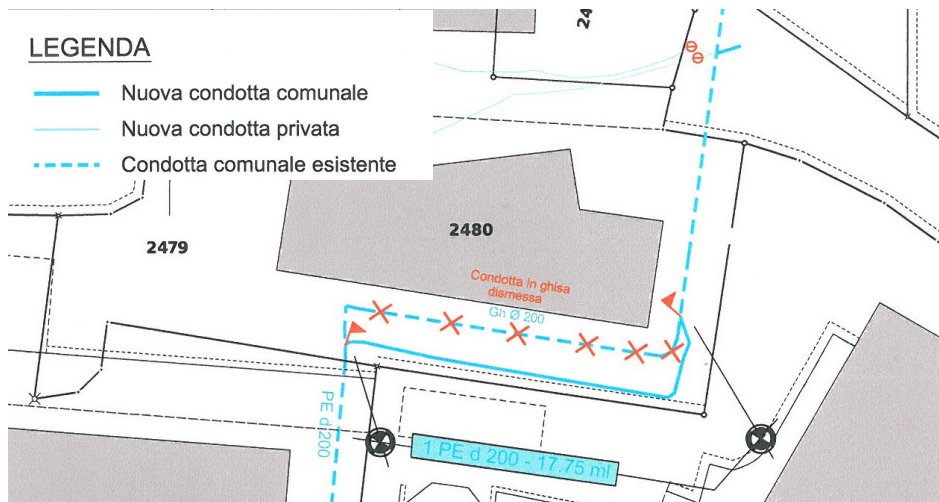 LEGENDA
Nuova condotta comunale
Nuova condotta privata
Condotta comunale esistente
2479
2480
Condotta in ghisa
dismessa
Gh Ø 200
PE d 200
1 PE d 200 - 17.75 ml